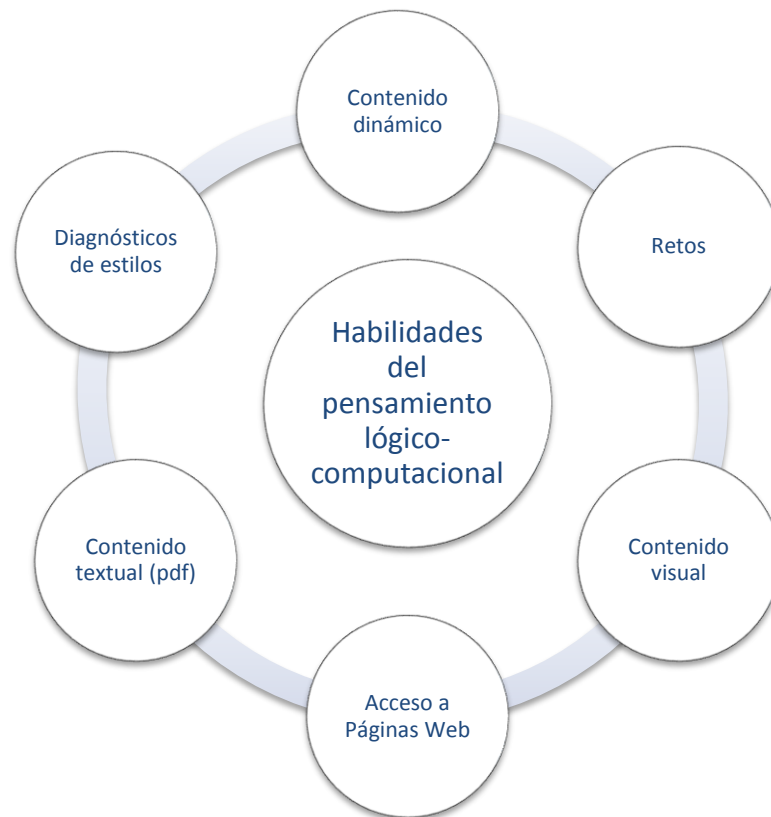 Contenido
dinámico
Retos
Contenido
visual
Acceso a
Páginas Web
Contenido
textual (pdf)
Diagnósticos
de estilos
Habilidades
del
pensamiento
lógico-
computacional